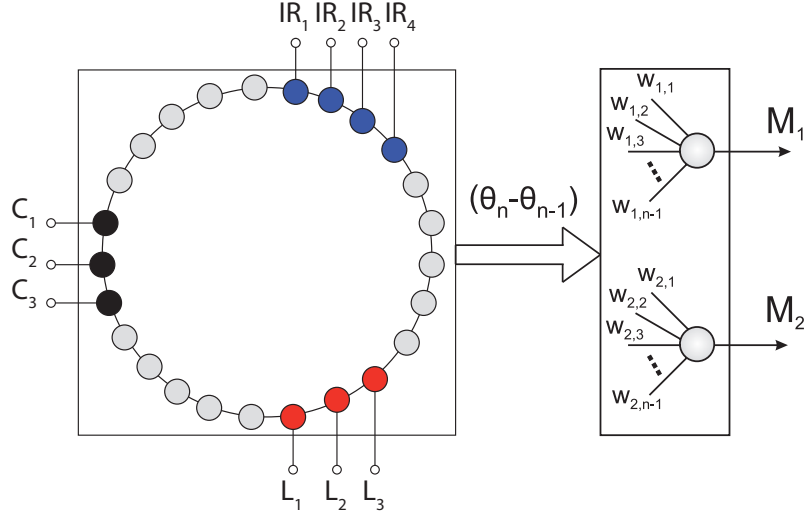 IR₁ IR₂ IR₃ IR₄
C₁
C₂
C₃
L₁ L₂ L₃
(θₙ-θₙ₋₁)
w₁,₁
w₁,₂
w₁,₃
w₁,ₙ₋₁
M₁
w₂,₁
w₂,₂
w₂,₃
w₂,ₙ₋₁
M₂